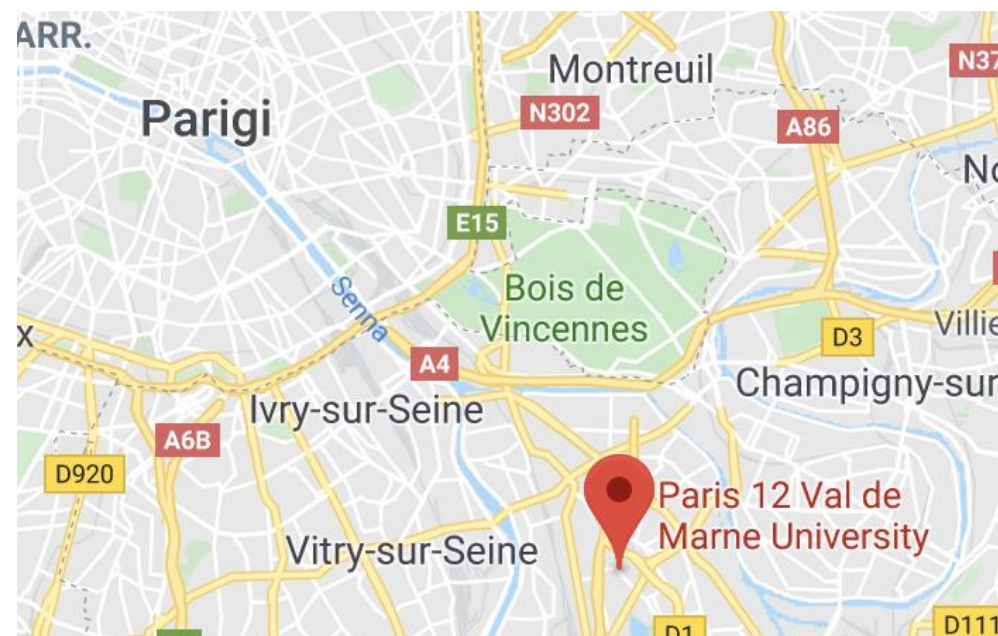 ARR.
Montreuil
N37
Parigi
N302
A86
No
E15
Senna
Bois de
Vincennes
x
D3
Villie
A4
Champigny-sur
Ivry-sur-Seine
A6B
D920
Paris 12 Val de
Marne University
Vitry-sur-Seine
D1
D111